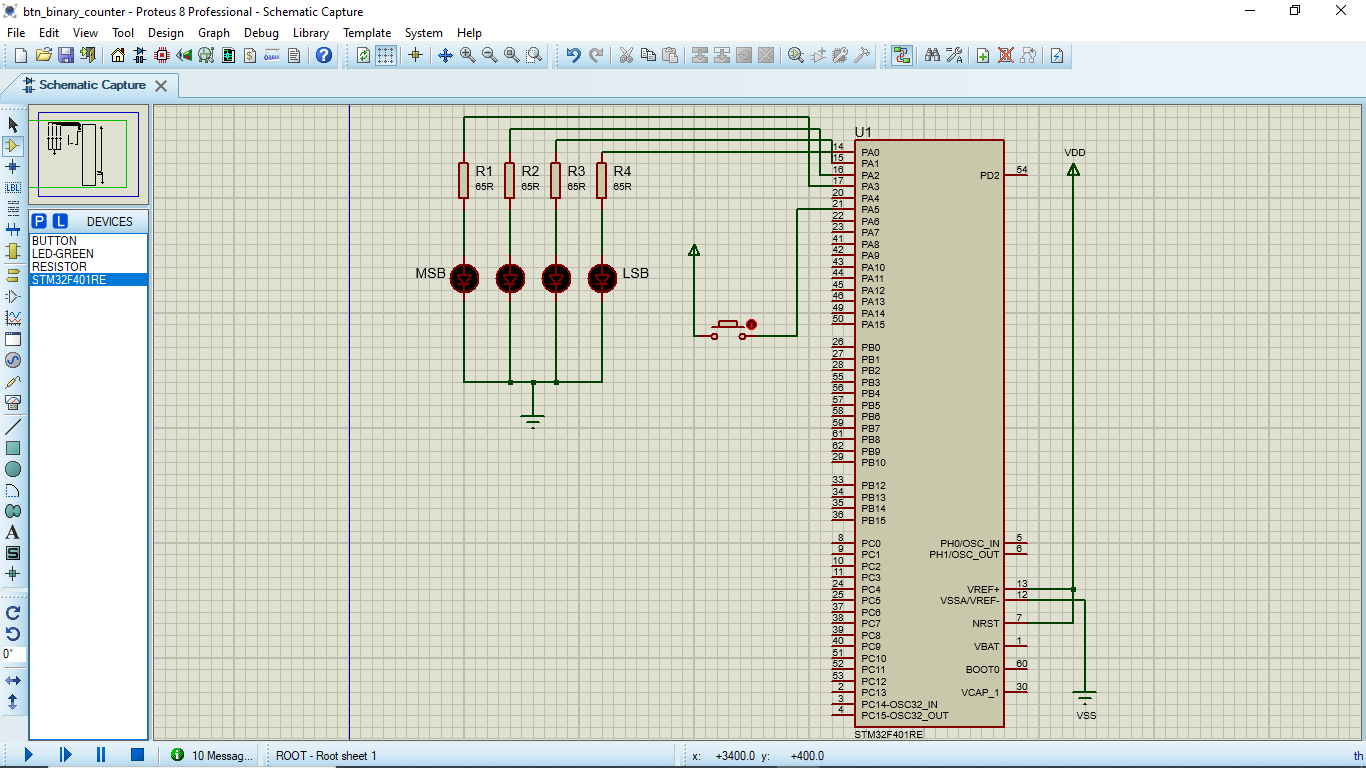 btn_binary_counter - Proteus 8 Professional - Schematic Capture
File Edit View Tool Design Graph Debug Library Template System Help
Schematic Capture
P L DEVICES
BUTTON
LED-GREEN
RESISTOR
STM32F401RE
LBL
A
S
0°
R1
65R
R2
65R
R3
65R
R4
65R
MSB
LSB
U1
14 PA0
15 PA1
16 PA2
17 PA3
20 PA4
21 PA5
22 PA6
23 PA7
41 PA8
42 PA9
43 PA10
44 PA11
45 PA12
46 PA13
49 PA14
50 PA15
26 PB0
27 PB1
28 PB2
55 PB3
56 PB4
57 PB5
58 PB6
59 PB7
61 PB8
62 PB9
29 PB10
33 PB12
34 PB13
35 PB14
36 PB15
8 PC0
9 PC1
10 PC2
11 PC3
24 PC4
25 PC5
37 PC6
38 PC7
39 PC8
40 PC9
51 PC10
52 PC11
53 PC12
2 PC13
3 PC14-OSC32_IN
4 PC15-OSC32_OUT
PD2 54
PH0/OSC_IN 5
PH1/OSC_OUT 6
VREF+ 13
VSSA/VREF- 12
NRST 7
VBAT 1
BOOT0 60
VCAP_1 30
STM32F401RE
VDD
VSS
10 Messag... ROOT - Root sheet 1 x: +3400.0 y: +400.0 th